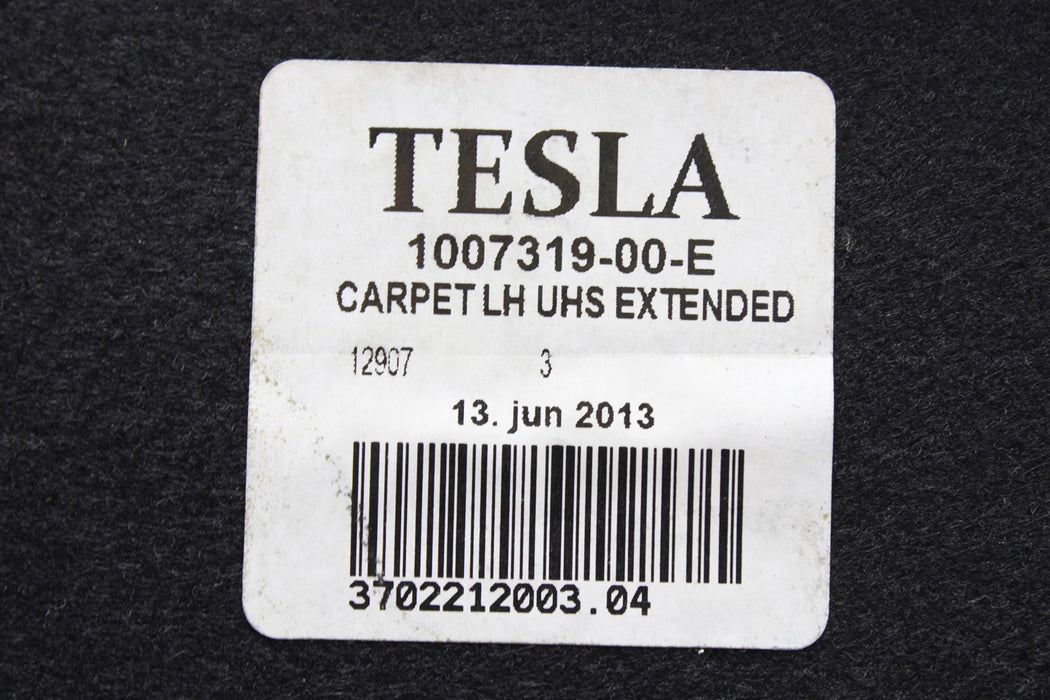 TESLA
1007319-00-E
CARPET LH UHS EXTENDED
12907 3
13. jun 2013
3702212003.04